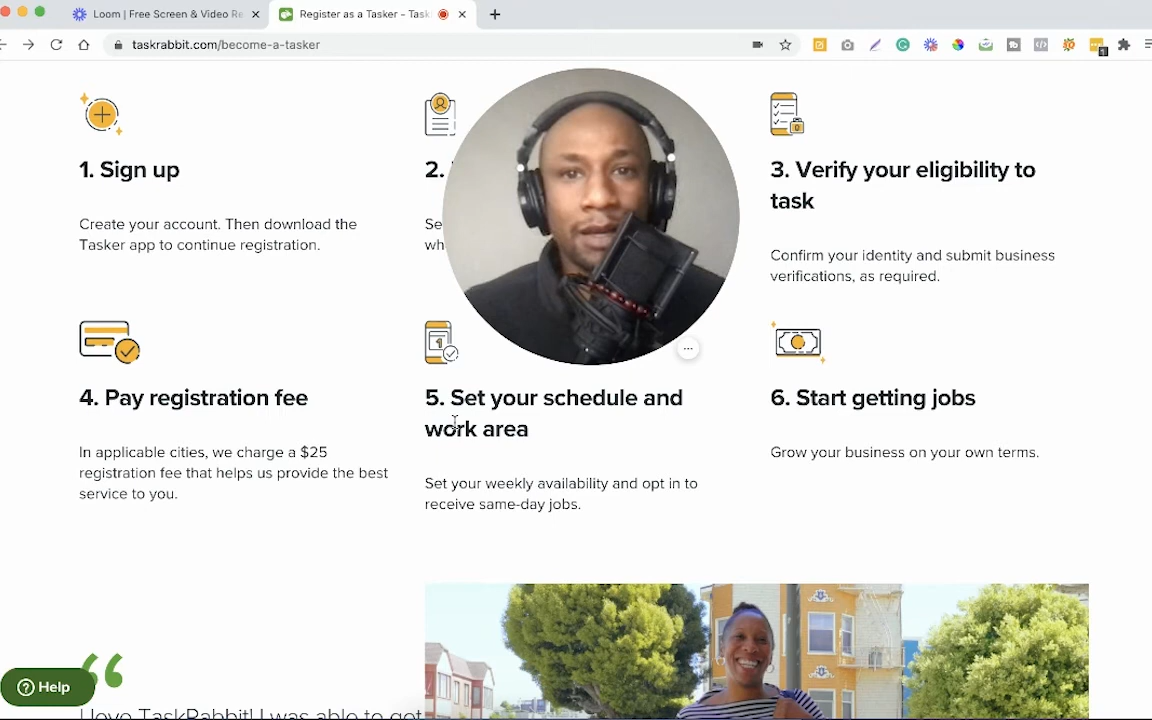 Loom | Free Screen & Video Re
Register as a Tasker - Task
taskrabbit.com/become-a-tasker
1. Sign up
2.
3. Verify your eligibility to
task
Create your account. Then download the
Tasker app to continue registration.
Confirm your identity and submit business
verifications, as required.
4. Pay registration fee
5. Set your schedule and
work area
6. Start getting jobs
In applicable cities, we charge a $25
registration fee that helps us provide the best
service to you.
Set your weekly availability and opt in to
receive same-day jobs.
Grow your business on your own terms.
Help
I love TaskRabbit! I was able to get